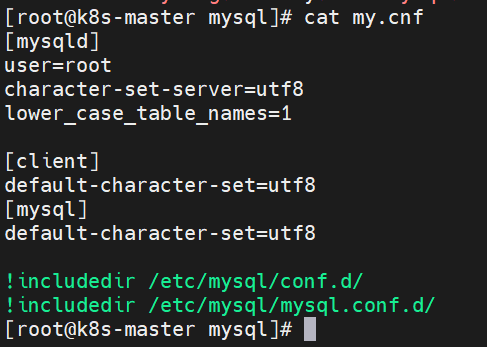 [root@k8s-master mysql]# cat my.cnf
[mysqld]
user=root
character-set-server=utf8
lower_case_table_names=1
[client]
default-character-set=utf8
[mysql]
default-character-set=utf8
!includedir /etc/mysql/conf.d/
!includedir /etc/mysql/mysql.conf.d/
[root@k8s-master mysql]#